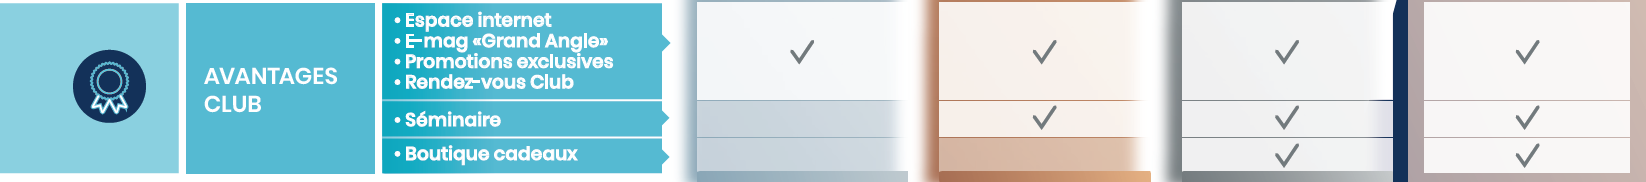 AVANTAGES
CLUB
• Espace internet
• E-mag «Grand Angle»
• Promotions exclusives
• Rendez-vous Club
• Séminaire
• Boutique cadeaux